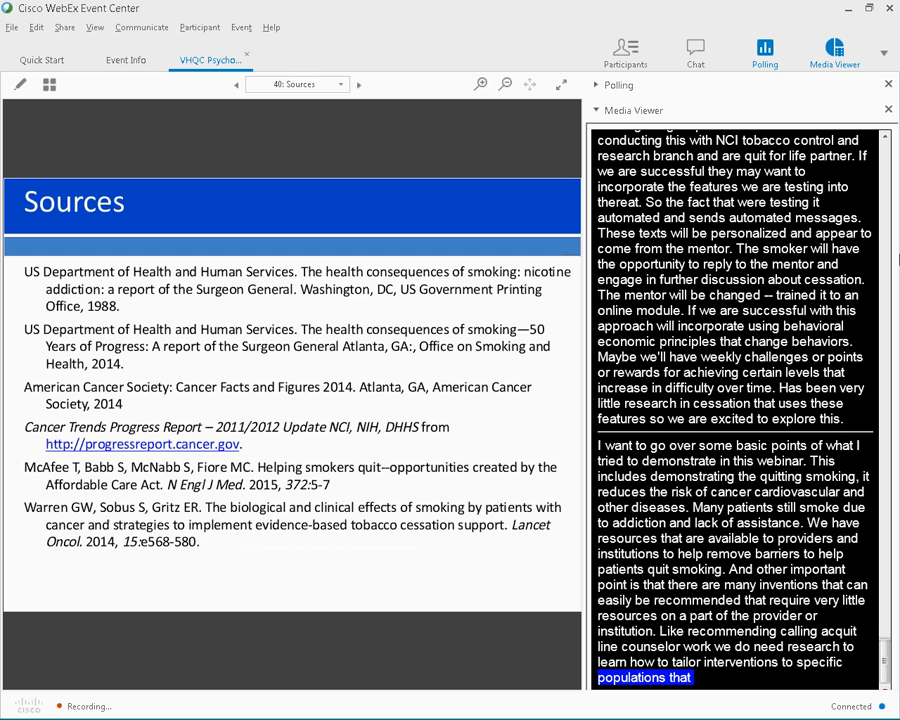 Cisco WebEx Event Center
File Edit Share View Communicate Participant Event Help
Quick Start Event Info VHQC Psycho...
Participants Chat Polling Media Viewer
40: Sources
Polling
Media Viewer
Sources
US Department of Health and Human Services. The health consequences of smoking: nicotine
addiction: a report of the Surgeon General. Washington, DC, US Government Printing
Office, 1988.
US Department of Health and Human Services. The health consequences of smoking—50
Years of Progress: A report of the Surgeon General Atlanta, GA:, Office on Smoking and
Health, 2014.
American Cancer Society: Cancer Facts and Figures 2014. Atlanta, GA, American Cancer
Society, 2014
Cancer Trends Progress Report – 2011/2012 Update NCI, NIH, DHHS from
http://progressreport.cancer.gov.
McAfee T, Babb S, McNabb S, Fiore MC. Helping smokers quit--opportunities created by the
Affordable Care Act. N Engl J Med. 2015, 372:5-7
Warren GW, Sobus S, Gritz ER. The biological and clinical effects of smoking by patients with
cancer and strategies to implement evidence-based tobacco cessation support. Lancet
Oncol. 2014, 15:e568-580.
conducting this with NCI tobacco control and
research branch and are quit for life partner. If
we are successful they may want to
incorporate the features we are testing into
thereat. So the fact that were testing it
automated and sends automated messages.
These texts will be personalized and appear to
come from the mentor. The smoker will have
the opportunity to reply to the mentor and
engage in further discussion about cessation.
The mentor will be changed -- trained it to an
online module. If we are successful with this
approach will incorporate using behavioral
economic principles that change behaviors.
Maybe we'll have weekly challenges or points
or rewards for achieving certain levels that
increase in difficulty over time. Has been very
little research in cessation that uses these
features so we are excited to explore this.
I want to go over some basic points of what I
tried to demonstrate in this webinar. This
includes demonstrating the quitting smoking, it
reduces the risk of cancer cardiovascular and
other diseases. Many patients still smoke due
to addiction and lack of assistance. We have
resources that are available to providers and
institutions to help remove barriers to help
patients quit smoking. And other important
point is that there are many inventions that can
easily be recommended that require very little
resources on a part of the provider or
institution. Like recommending calling acquit
line counselor work we do need research to
learn how to tailor interventions to specific
populations that
cisco Recording... Connected